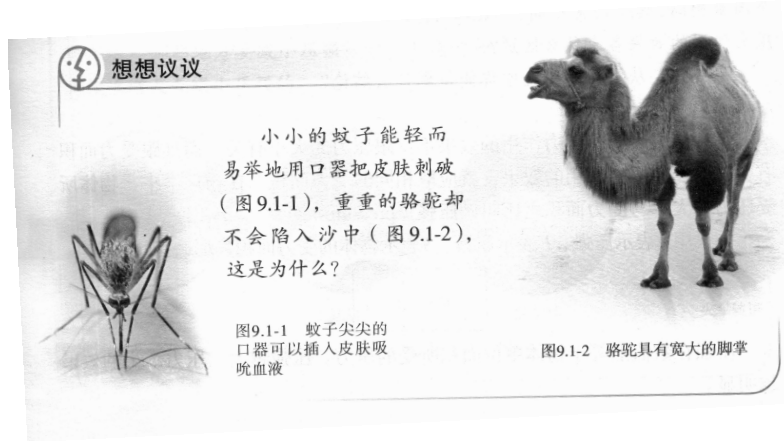 想想议议
小小的蚊子能轻而
易举地用口器把皮肤刺破
（图9.1-1），重重的骆驼却
不会陷入沙中（图9.1-2），
这是为什么？
图9.1-1 蚊子尖尖的
口器可以插入皮肤吸
吮血液
图9.1-2 骆驼具有宽大的脚掌